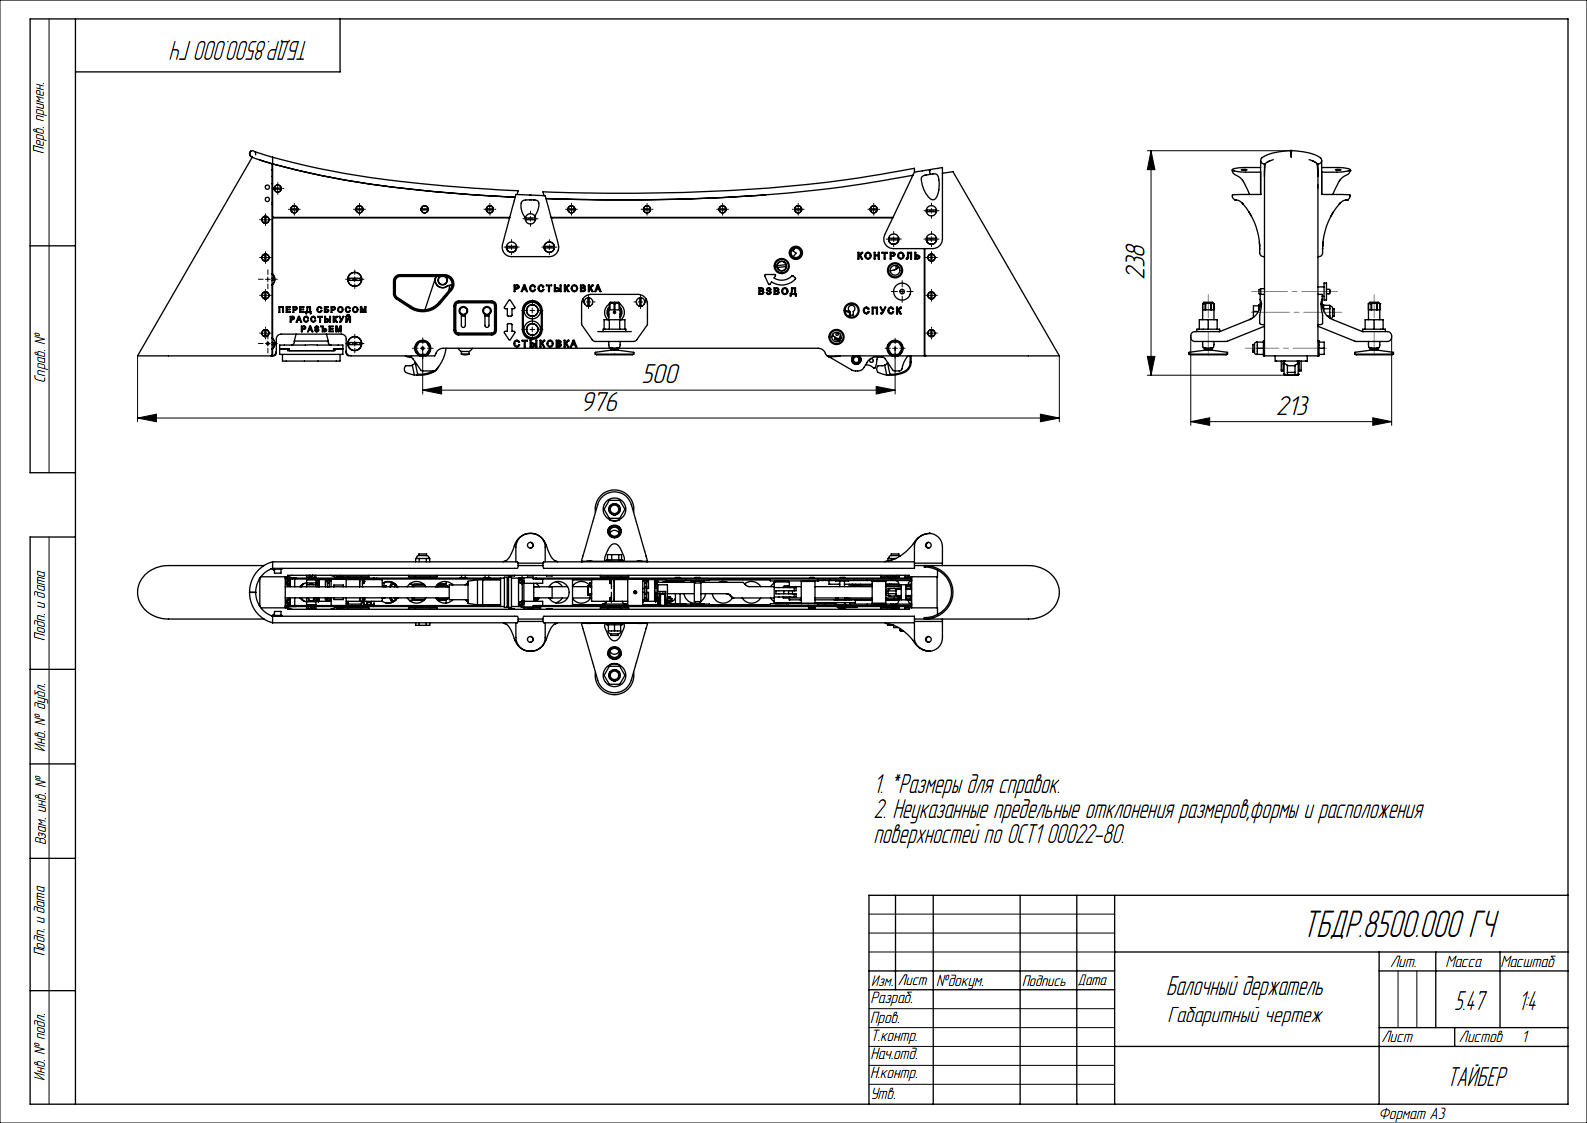 ТБДР.8500.000 ГЧ
Перв. примен.
Справ. №
Подп. и дата
Инв. № дубл.
Взам. инв. №
Подп. и дата
Инв. № подл.
КОНТРОЛЬ
ВЗВОД
СПУСК
РАССТЫКОВКА
СТЫКОВКА
ПЕРЕД СБРОСОМ
РАССТЫКУЙ
РАЗЪЕМ
500
976
238
213
1. *Размеры для справок.
2. Неуказанные предельные отклонения размеров,формы и расположения
поверхностей по ОСТ1 00022-80.
ТБДР.8500.000 ГЧ
Лит. Масса Масштаб
Изм. Лист №докум. Подпись Дата
Разраб.
Пров.
Т.контр.
Нач.отд.
Н.контр.
Утв.
Балочный держатель
Габаритный чертеж
5.47 1:4
Лист Листов 1
ТАЙБЕР
Формат А3